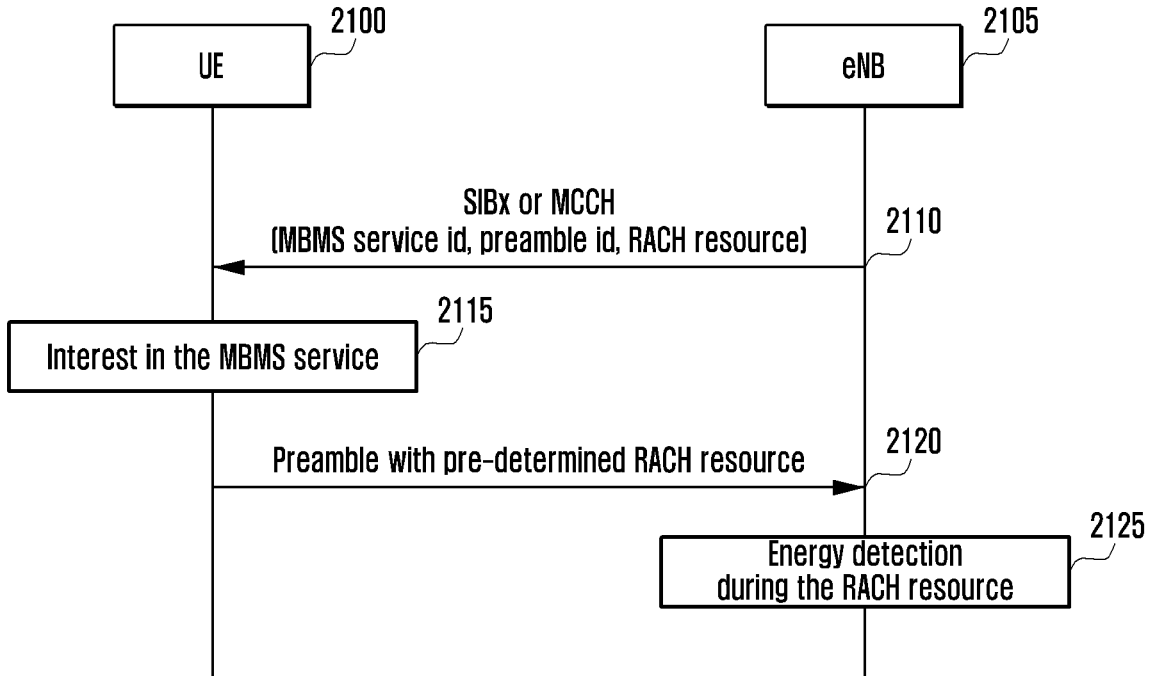 2100
2105
UE
eNB
SIBx or MCCH
(MBMS service id, preamble id, RACH resource)
2110
2115
Interest in the MBMS service
2120
Preamble with pre-determined RACH resource
2125
Energy detection
during the RACH resource